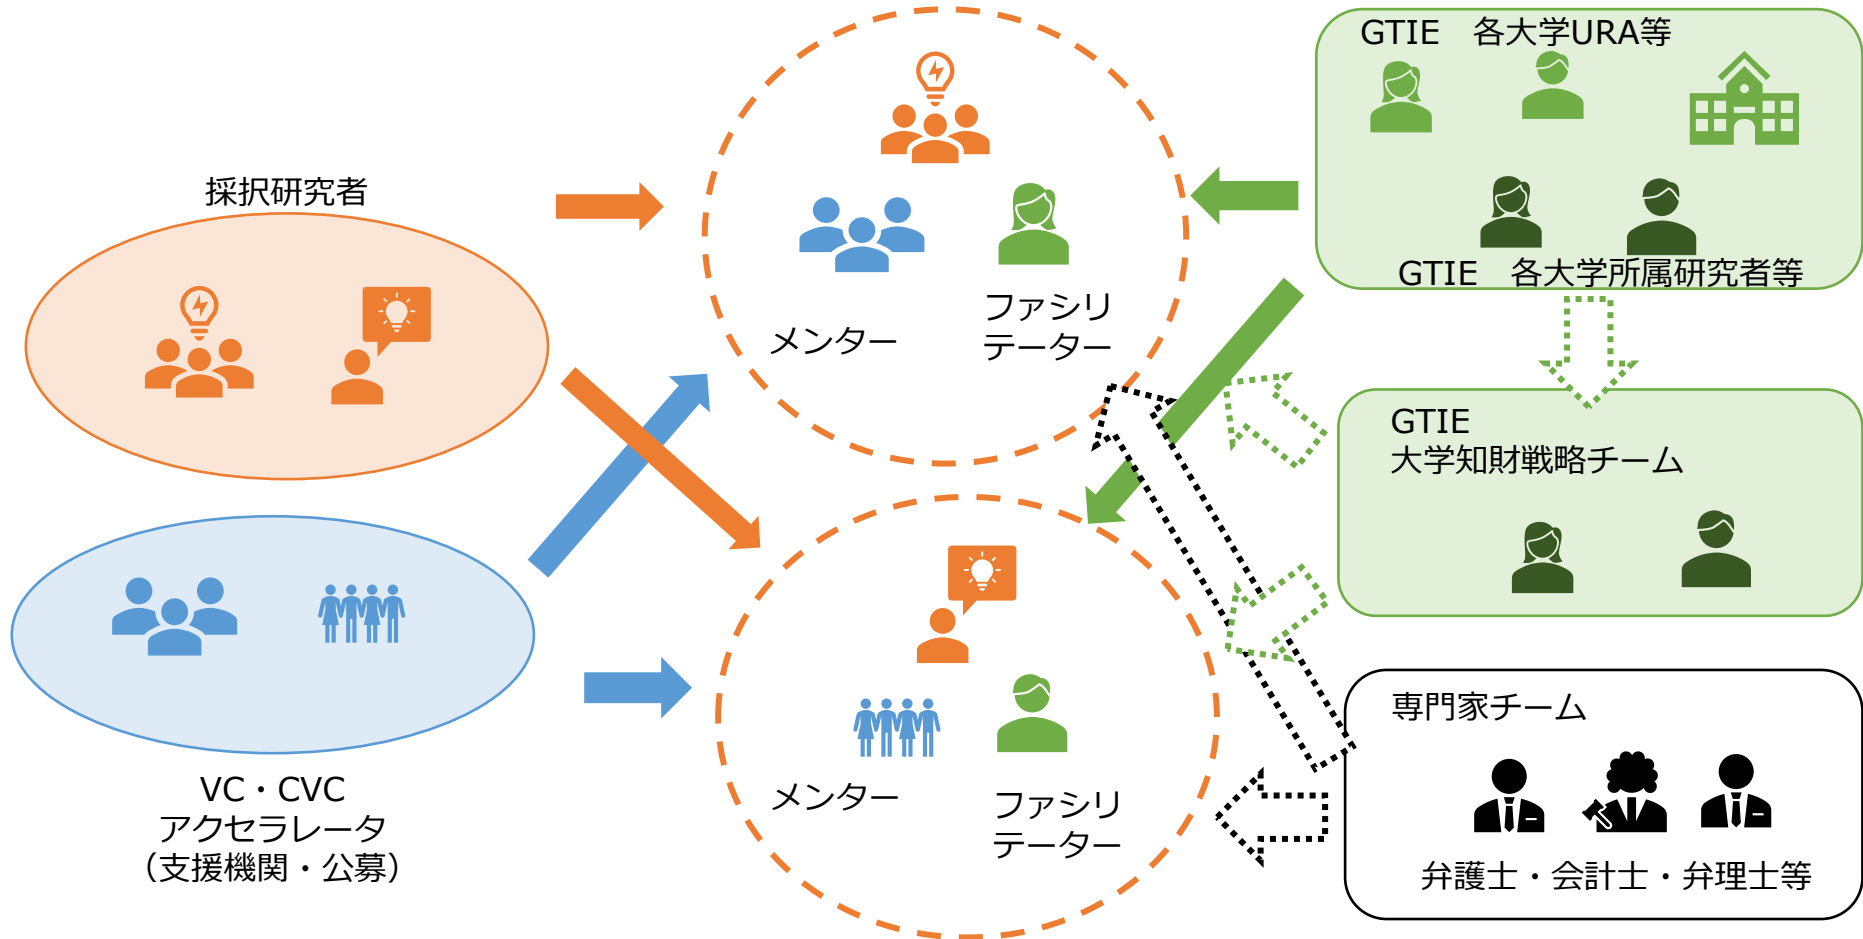 採択研究者
VC・CVC
アクセラレータ
（支援機関・公募）
メンター
ファシリ
テーター
メンター
ファシリ
テーター
GTIE　各大学URA等
GTIE　各大学所属研究者等
GTIE
大学知財戦略チーム
専門家チーム
弁護士・会計士・弁理士等